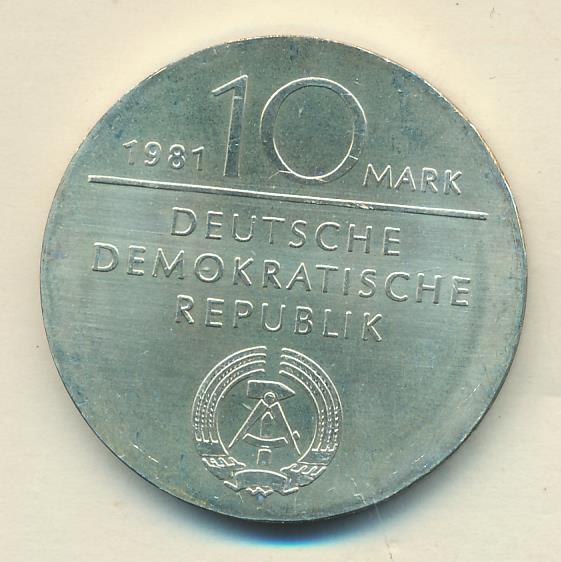 1981 10 MARK
DEUTSCHE
DEMOKRATISCHE
REPUBLIK